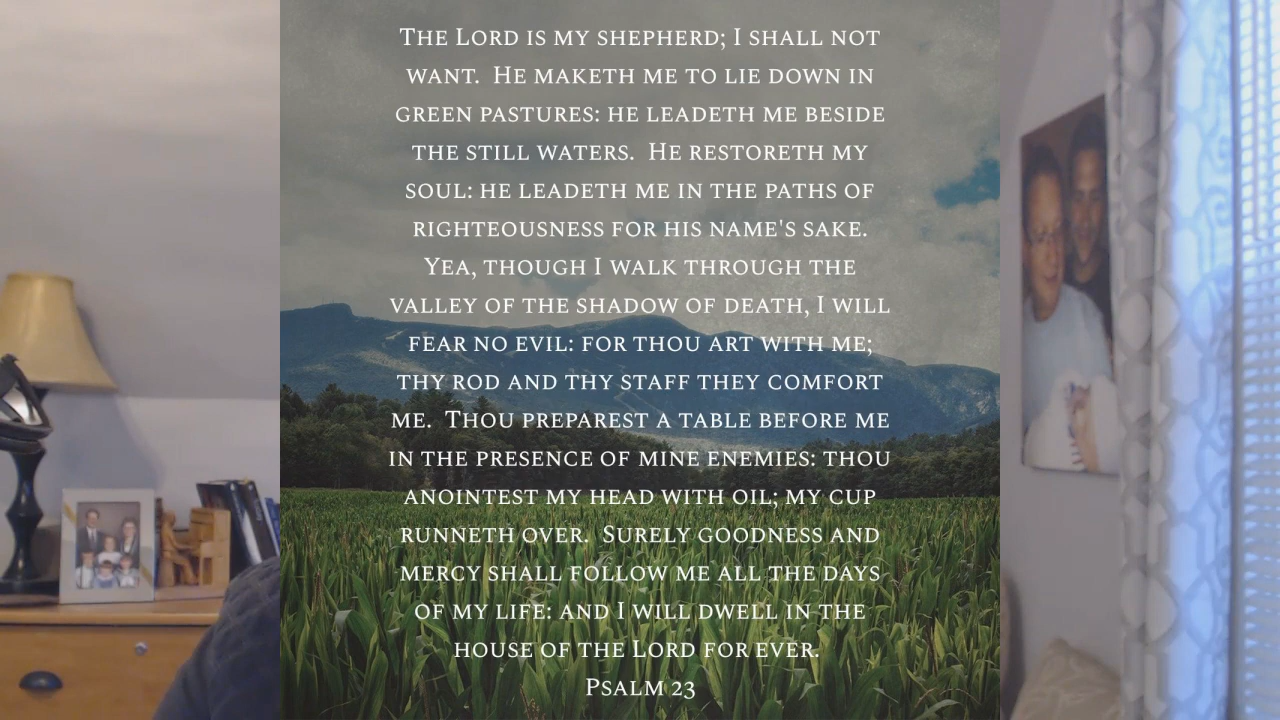 The Lord is my shepherd; I shall not
want.  He maketh me to lie down in
green pastures: he leadeth me beside
the still waters.  He restoreth my
soul: he leadeth me in the paths of
righteousness for his name's sake.
Yea, though I walk through the
valley of the shadow of death, I will
fear no evil: for thou art with me;
thy rod and thy staff they comfort
me.  Thou preparest a table before me
in the presence of mine enemies: thou
anointest my head with oil; my cup
runneth over.  Surely goodness and
mercy shall follow me all the days
of my life: and I will dwell in the
house of the Lord for ever.
Psalm 23